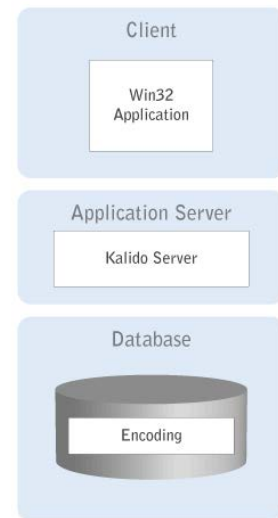 Client
Win32
Application
Application Server
Kalido Server
Database
Encoding